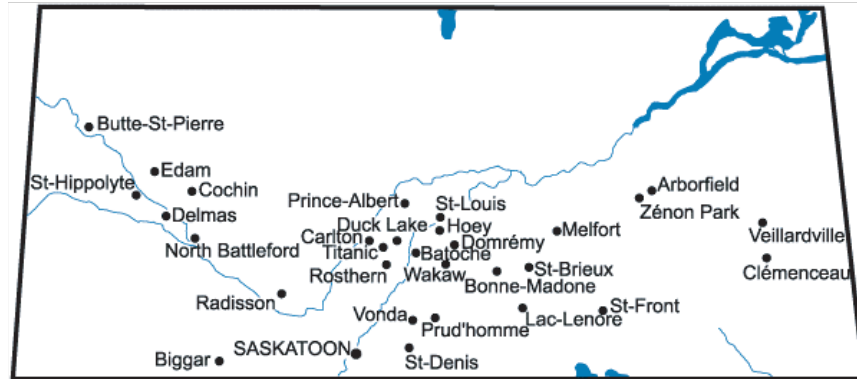 Butte-St-Pierre
Edam
St-Hippolyte
Cochin
Arborfield
Prince-Albert
St-Louis
Zénon Park
Delmas
Duck Lake
Hoey
Melfort
Veillardville
North Battleford
Carlton
Domrémy
Titanic
Batoche
Clémenceau
Rosthern
Wakaw
St-Brieux
Bonne-Madone
Radisson
St-Front
Vonda
Prud'homme
Lac-Lenore
SASKATOON
Biggar
St-Denis